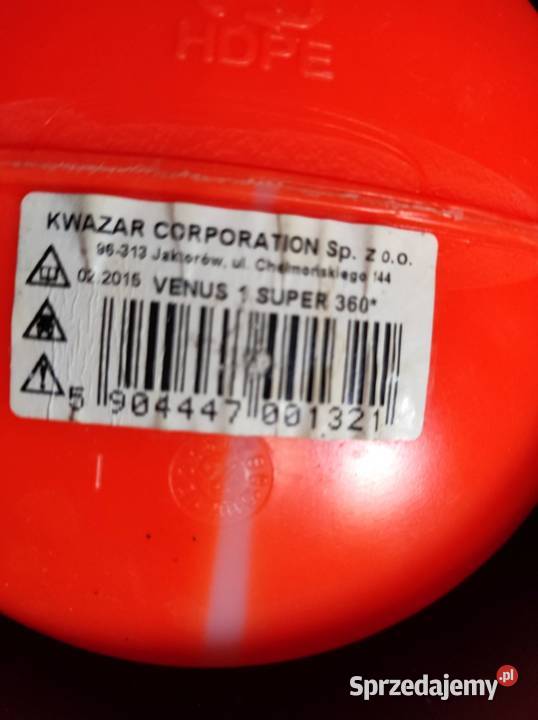 HDPE
KWAZAR CORPORATION Sp. z o.o.
96-313 Jaktorów, ul. Chełmońskiego 144
02.2015 VENUS 1 SUPER 360°
5 904447 001321
Sprzedajemy.pl